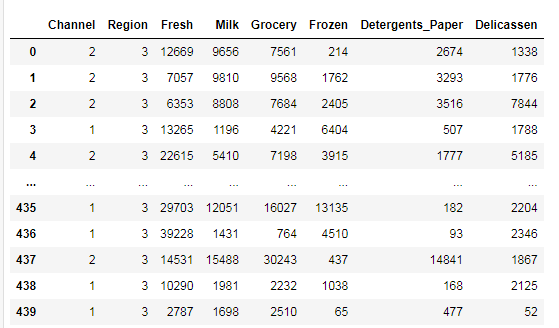 Channel Region Fresh Milk Grocery Frozen Detergents_Paper Delicassen
0 2 3 12669 9656 7561 214 2674 1338
1 2 3 7057 9810 9568 1762 3293 1776
2 2 3 6353 8808 7684 2405 3516 7844
3 1 3 13265 1196 4221 6404 507 1788
4 2 3 22615 5410 7198 3915 1777 5185
... ... ... ... ... ... ... ... ...
435 1 3 29703 12051 16027 13135 182 2204
436 1 3 39228 1431 764 4510 93 2346
437 2 3 14531 15488 30243 437 14841 1867
438 1 3 10290 1981 2232 1038 168 2125
439 1 3 2787 1698 2510 65 477 52